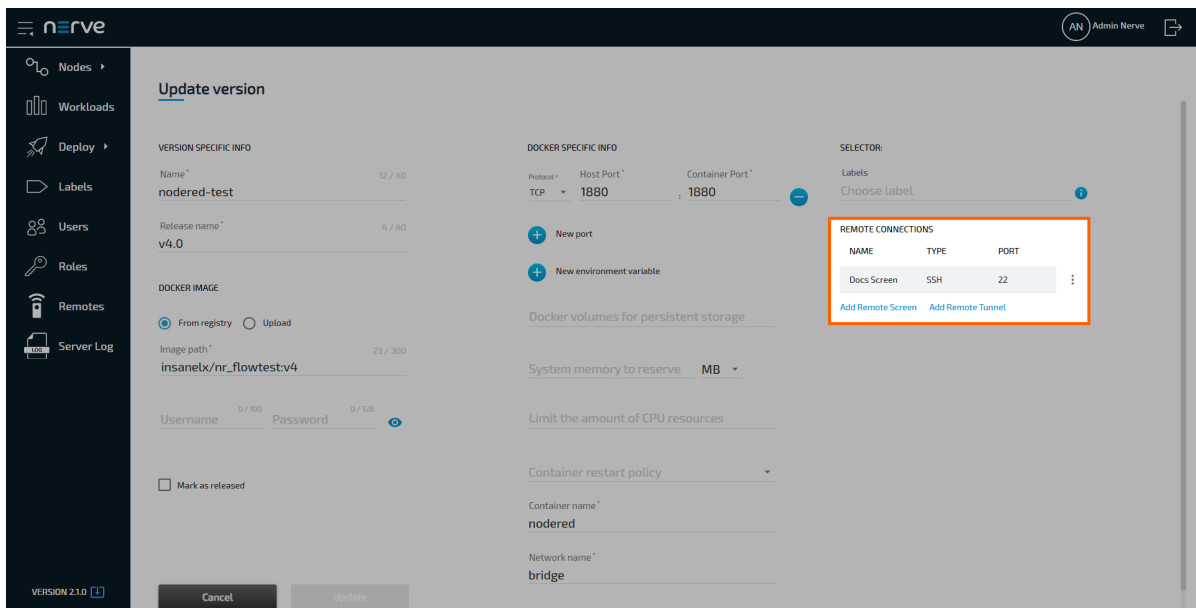 nerve
AN Admin Nerve
Nodes
Workloads
Deploy
Labels
Users
Roles
Remotes
LOG Server Log
VERSION 2.1.0
Update version
VERSION SPECIFIC INFO
Name* 12 / 40
nodered-test
Release name* 4 / 40
v4.0
DOCKER IMAGE
From registry Upload
Image path* 23 / 300
insanelx/nr_flowtest:v4
Username 0 / 100 Password 0 / 128
Mark as released
Cancel Update
DOCKER SPECIFIC INFO
Protocol* Host Port* Container Port*
TCP 1880 : 1880
New port
New environment variable
Docker volumes for persistent storage
System memory to reserve MB
Limit the amount of CPU resources
Container restart policy
Container name*
nodered
Network name*
bridge
SELECTOR:
Labels
Choose label
REMOTE CONNECTIONS
NAME TYPE PORT
Docs Screen SSH 22
Add Remote Screen Add Remote Tunnel